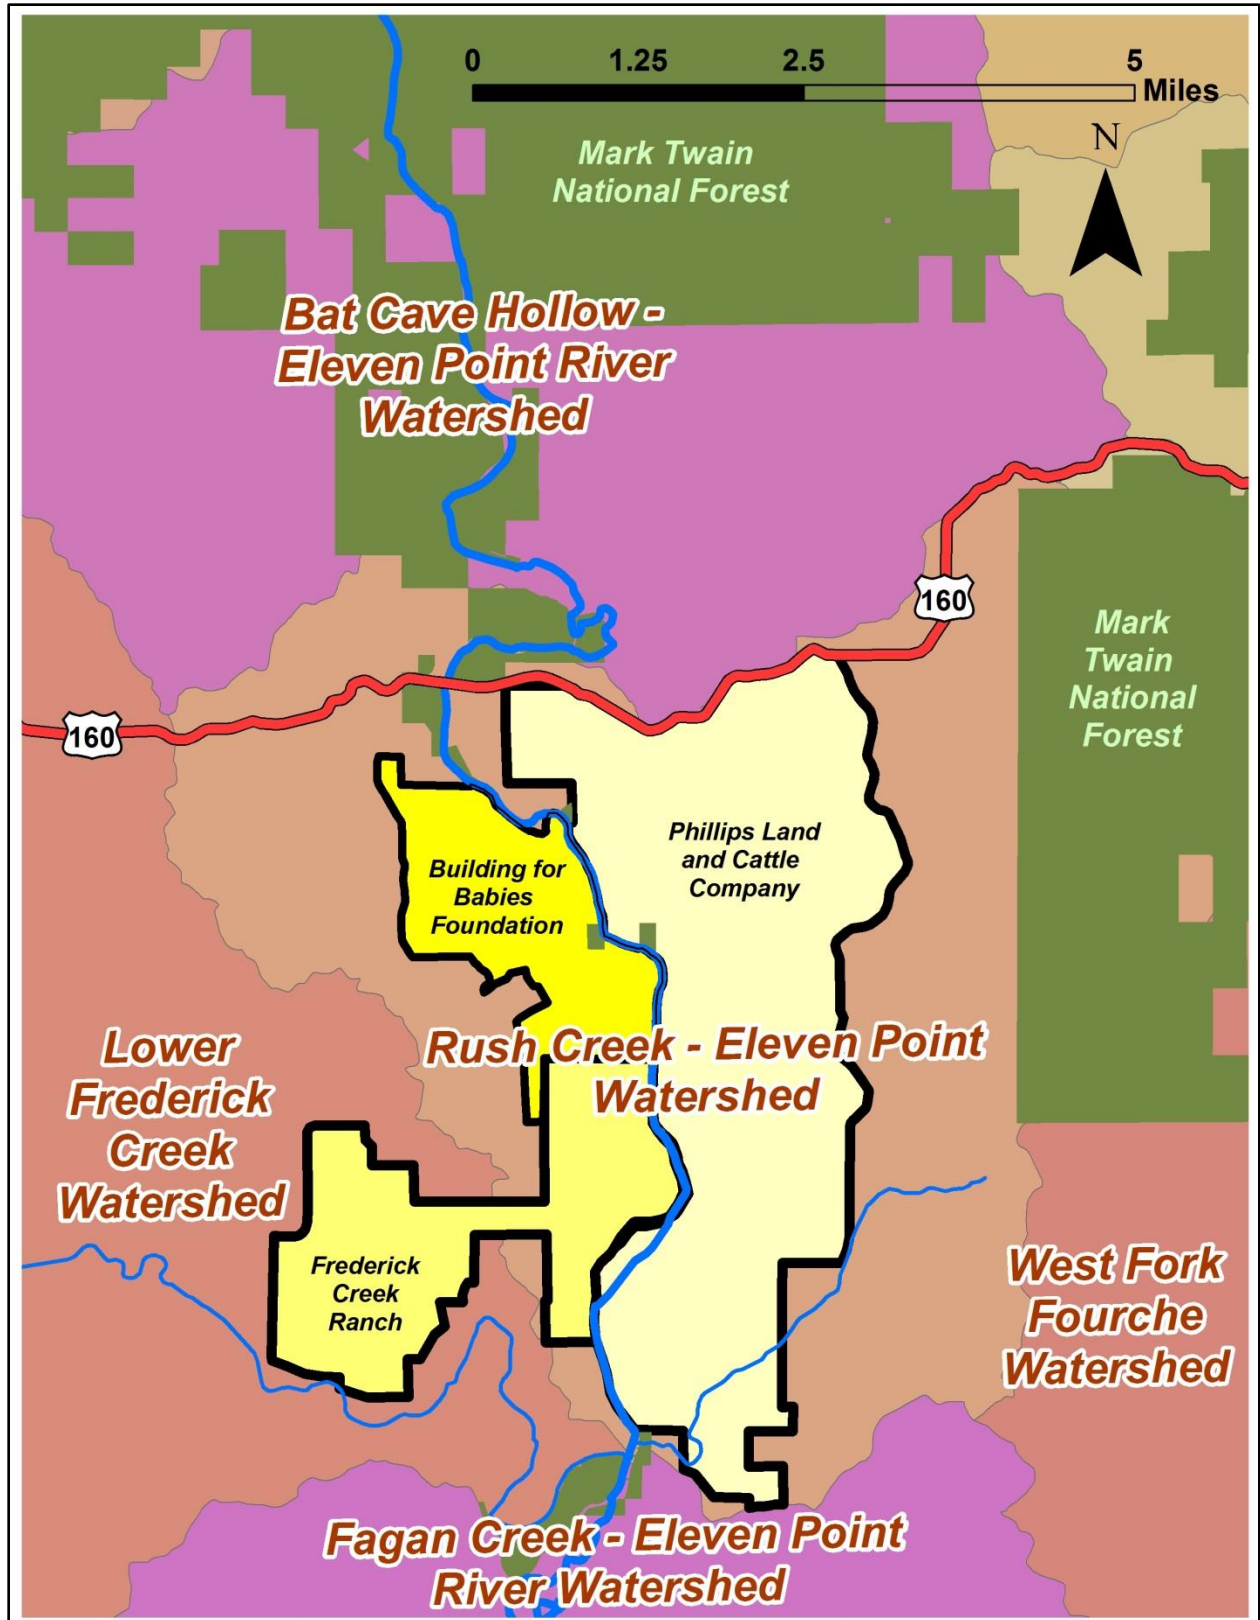 0 1.25 2.5 5
Miles
N
Mark Twain
National Forest
Bat Cave Hollow -
Eleven Point River
Watershed
160
Mark
Twain
National
Forest
160
Phillips Land
and Cattle
Company
Building for
Babies
Foundation
Rush Creek - Eleven Point
Watershed
Lower
Frederick
Creek
Watershed
Frederick
Creek
Ranch
West Fork
Fourche
Watershed
Fagan Creek - Eleven Point
River Watershed